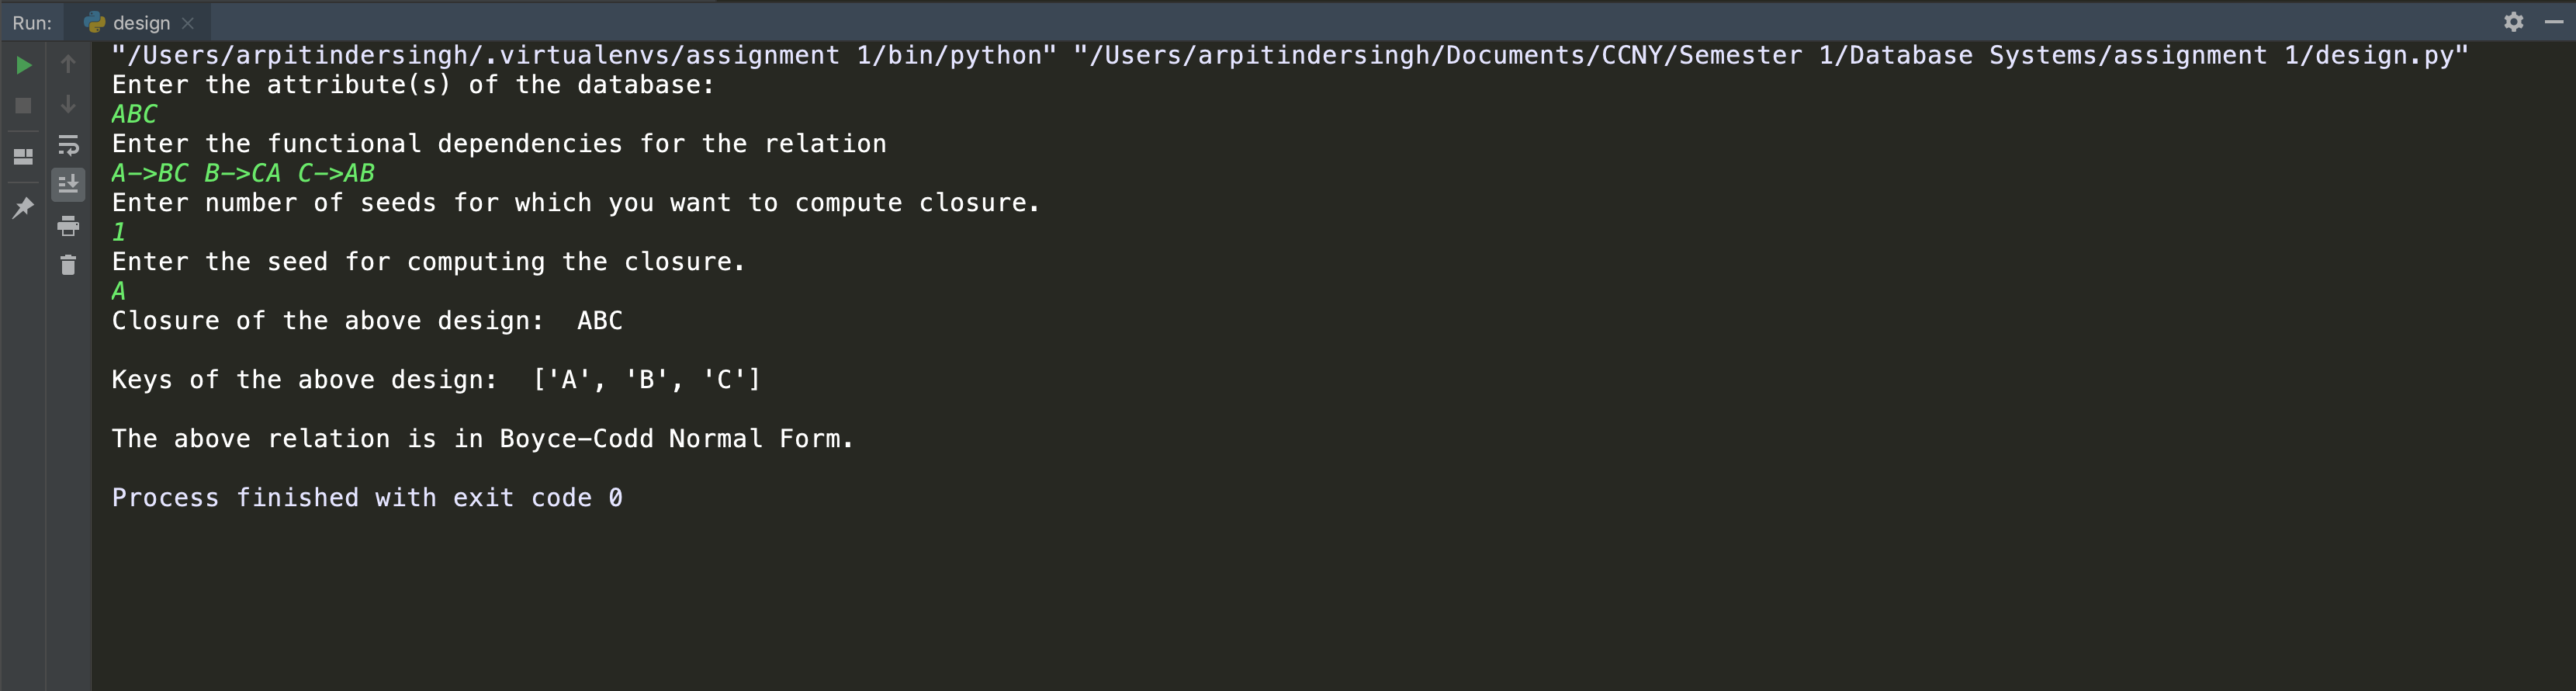 Run: design
"/Users/arpitindersingh/.virtualenvs/assignment 1/bin/python" "/Users/arpitindersingh/Documents/CCNY/Semester 1/Database Systems/assignment 1/design.py"
Enter the attribute(s) of the database:
ABC
Enter the functional dependencies for the relation
A->BC B->CA C->AB
Enter number of seeds for which you want to compute closure.
1
Enter the seed for computing the closure.
A
Closure of the above design:  ABC
Keys of the above design:  ['A', 'B', 'C']
The above relation is in Boyce-Codd Normal Form.
Process finished with exit code 0